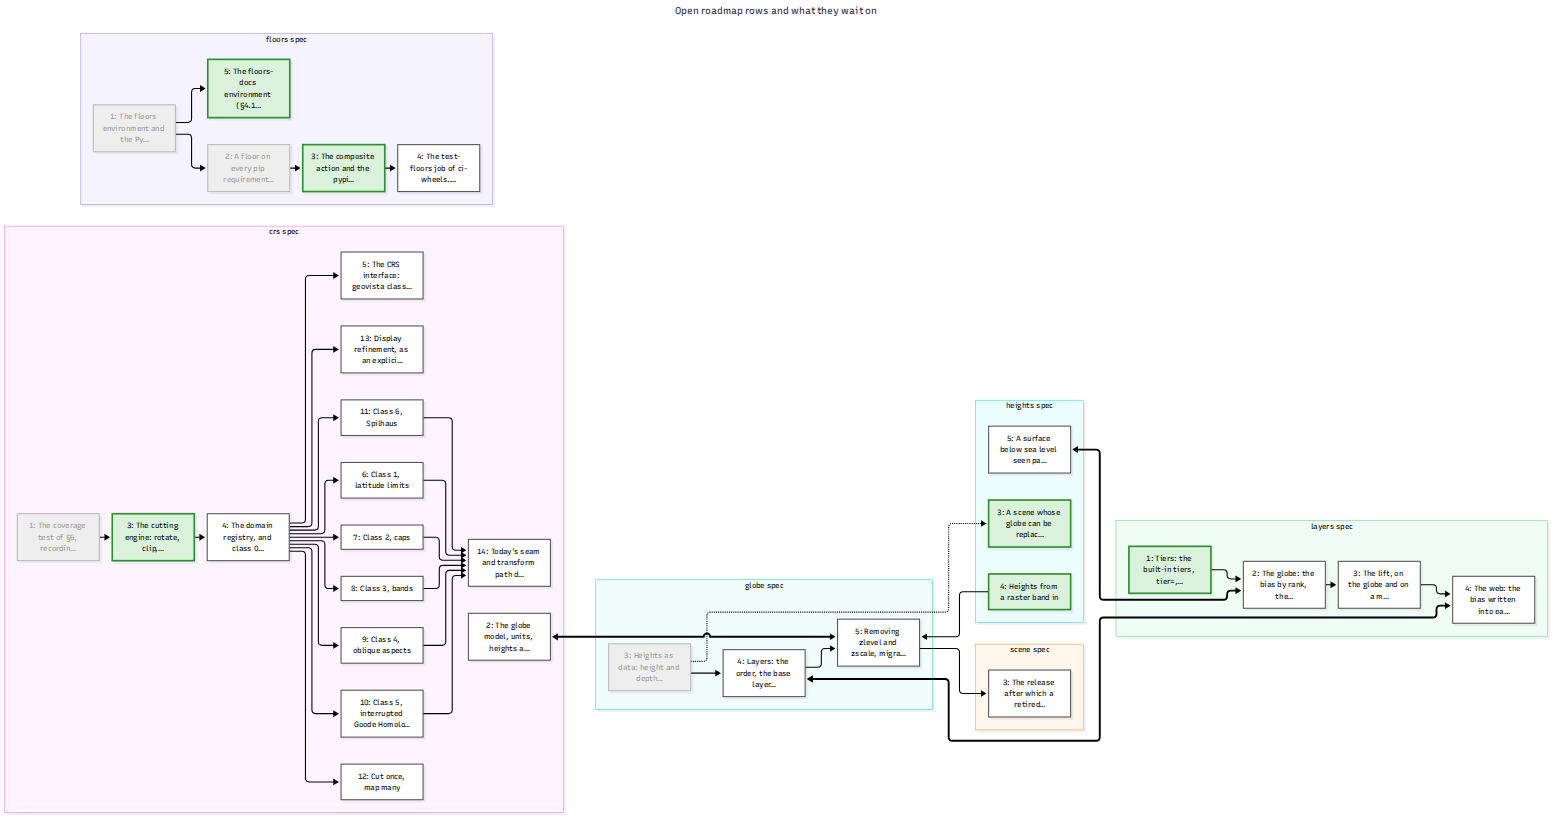 Open roadmap rows and what they wait on
floors spec
5: The floors-
docs
environment
(§4.1...
1: The floors
environment and
the Py...
2: A floor on
every pip
requirement...
3: The composite
action and the
pypi...
4: The test-
floors job of ci-
wheels....
crs spec
5: The CRS
interface:
geovista class...
13: Display
refinement, as
an explici...
11: Class 6,
Spilhaus
6: Class 1,
latitude limits
1: The coverage
test of §6,
recordin...
3: The cutting
engine: rotate,
clip,...
4: The domain
registry, and
class 0...
7: Class 2, caps
8: Class 3, bands
14: Today's seam
and transform
path d...
2: The globe
model, units,
heights a...
9: Class 4,
oblique aspects
10: Class 5,
interrupted
Goode Homolo...
12: Cut once,
map many
globe spec
3: Heights as
data: height and
depth...
4: Layers: the
order, the base
layer...
5: Removing
zlevel and
zscale, migra...
heights spec
5: A surface
below sea level
seen pa...
3: A scene whose
globe can be
replac...
4: Heights from
a raster band in
scene spec
3: The release
after which a
retired...
layers spec
1: Tiers: the
built-in tiers,
tier=,...
2: The globe: the
bias by rank,
the...
3: The lift, on
the globe and on
a m...
4: The web: the
bias written
into ea...